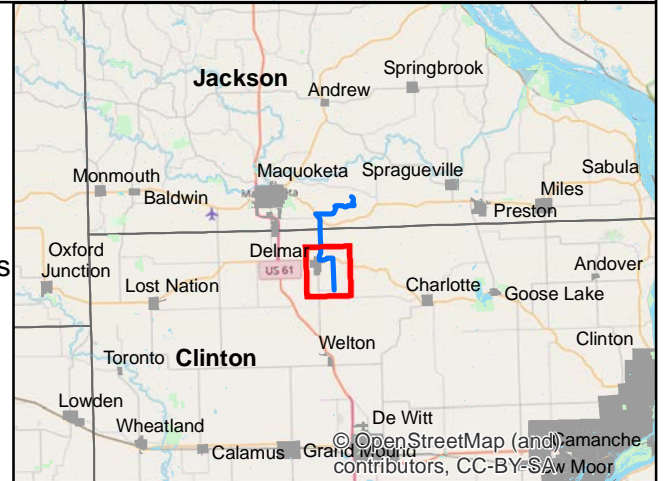 Jackson
Springbrook
Andrew
Maquoketa
Spragueville
Sabula
Monmouth
Baldwin
Miles
Preston
Oxford
Junction
Delmar
US 61
Andover
s
Lost Nation
Charlotte
Goose Lake
Toronto
Clinton
Welton
Clinton
Lowden
Wheatland
De Witt
Calamus
Grand Mound
© OpenStreetMap (and)
contributors, CC-BY-SA
Camanche
w Moor